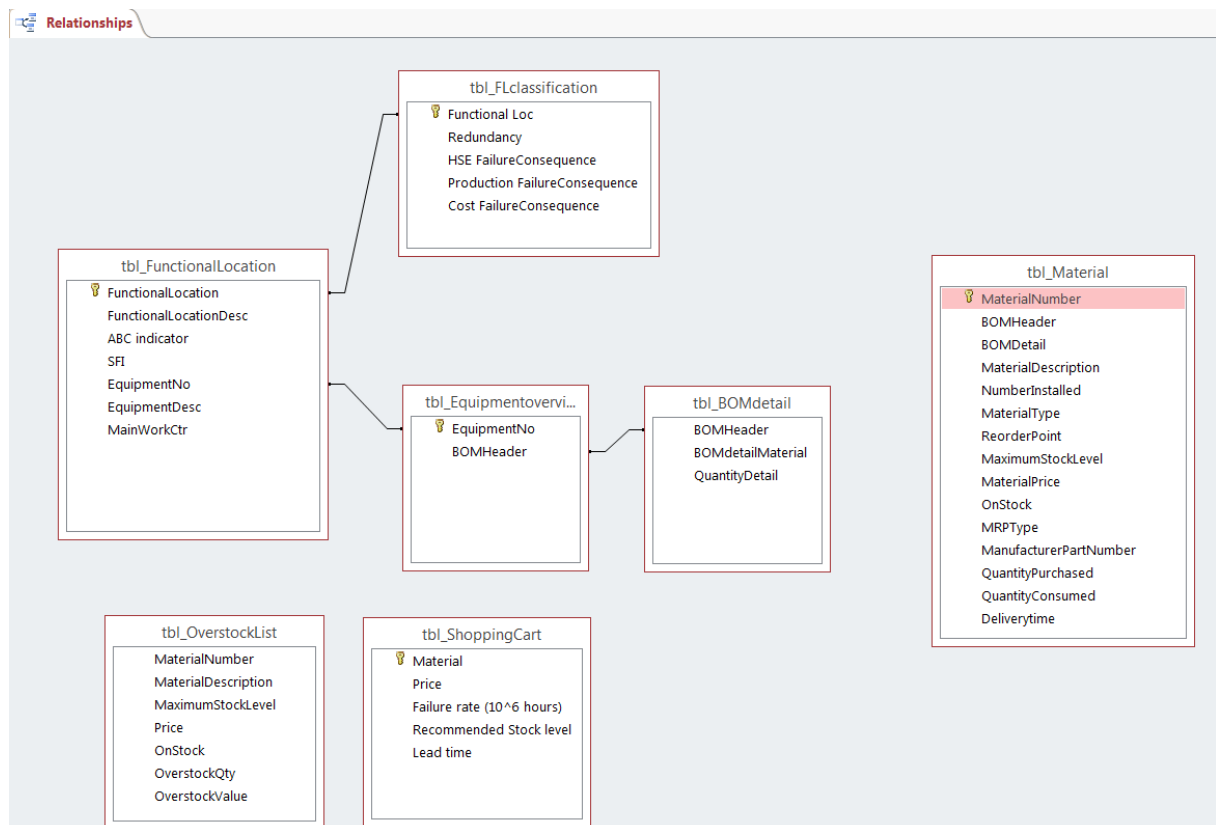 Relationships
tbl_FLclassification
Functional Loc
Redundancy
HSE FailureConsequence
Production FailureConsequence
Cost FailureConsequence
tbl_FunctionalLocation
FunctionalLocation
FunctionalLocationDesc
ABC indicator
SFI
EquipmentNo
EquipmentDesc
MainWorkCtr
tbl_Equipmentovervi...
EquipmentNo
BOMHeader
tbl_BOMdetail
BOMHeader
BOMdetailMaterial
QuantityDetail
tbl_Material
MaterialNumber
BOMHeader
BOMDetail
MaterialDescription
NumberInstalled
MaterialType
ReorderPoint
MaximumStockLevel
MaterialPrice
OnStock
MRPType
ManufacturerPartNumber
QuantityPurchased
QuantityConsumed
Deliverytime
tbl_OverstockList
MaterialNumber
MaterialDescription
MaximumStockLevel
Price
OnStock
OverstockQty
OverstockValue
tbl_ShoppingCart
Material
Price
Failure rate (10^6 hours)
Recommended Stock level
Lead time